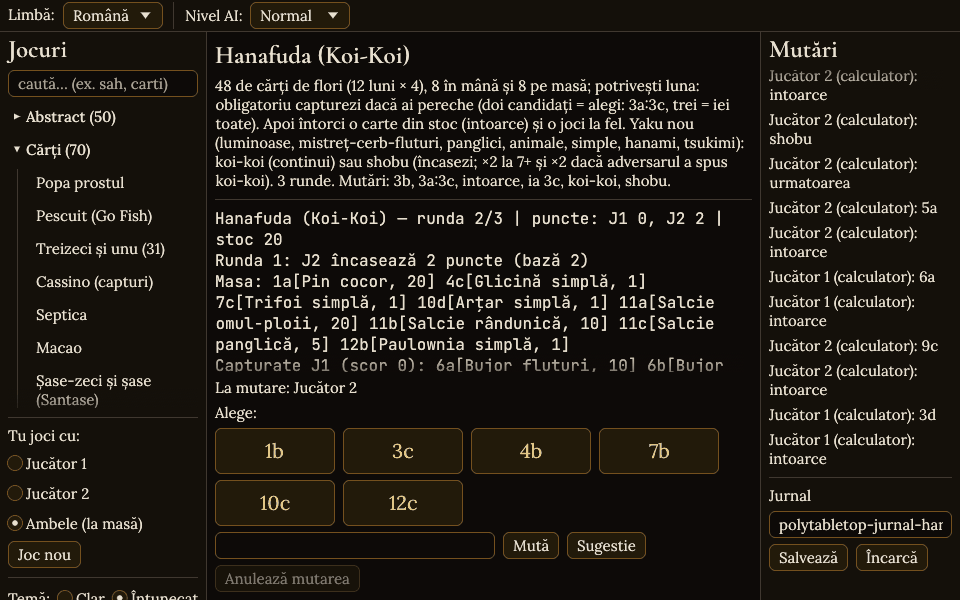 Limbă:
Română
Nivel AI:
Normal
Jocuri
caută... (ex. sah, carti)
Abstract (50)
Cărți (70)
Popa prostul
Pescuit (Go Fish)
Treizeci și unu (31)
Cassino (capturi)
Septica
Macao
Șase-zeci și șase
(Santase)
Tu joci cu:
Jucător 1
Jucător 2
Ambele (la masă)
Joc nou
Temă:
Clar
Întunecat
Hanafuda (Koi-Koi)
48 de cărți de flori (12 luni × 4), 8 în mână și 8 pe masă; potrivești luna:
obligatoriu capturezi dacă ai pereche (doi candidați = alegi: 3a:3c, trei = iei
toate). Apoi întorci o carte din stoc (intoarce) și o joci la fel. Yaku nou
(luminoase, mistreț-cerb-fluturi, panglici, animale, simple, hanami, tsukimi):
koi-koi (continui) sau shobu (încasezi; ×2 la 7+ și ×2 dacă adversarul a spus
koi-koi). 3 runde. Mutări: 3b, 3a:3c, intoarce, ia 3c, koi-koi, shobu.
Hanafuda (Koi-Koi) — runda 2/3 | puncte: J1 0, J2 2 |
stoc 20
Runda 1: J2 încasează 2 puncte (bază 2)
Masa: 1a[Pin cocor, 20] 4c[Glicină simplă, 1]
7c[Trifoi simplă, 1] 10d[Arțar simplă, 1] 11a[Salcie
omul-ploii, 20] 11b[Salcie rândunică, 10] 11c[Salcie
panglică, 5] 12b[Paulownia simplă, 1]
Capturate J1 (scor 0): 6a[Bujor fluturi, 10] 6b[Bujor
La mutare: Jucător 2
Alege:
1b
3c
4b
7b
10c
12c
Mută
Sugestie
Anulează mutarea
Mutări
Jucător 2 (calculator):
intoarce
Jucător 2 (calculator):
shobu
Jucător 2 (calculator):
urmatoarea
Jucător 2 (calculator): 5a
Jucător 2 (calculator):
intoarce
Jucător 1 (calculator): 6a
Jucător 1 (calculator):
intoarce
Jucător 2 (calculator): 9c
Jucător 2 (calculator):
intoarce
Jucător 1 (calculator): 3d
Jucător 1 (calculator):
intoarce
Jurnal
polytabletop-jurnal-har
Salvează
Încarcă